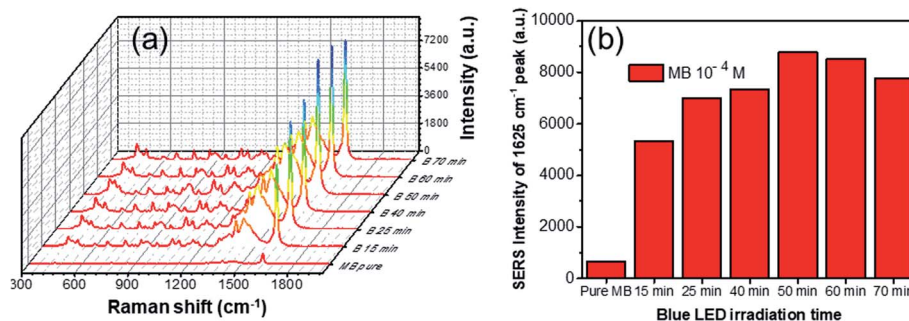 (a)
7200
5400
3600
1800
0
Intensity (a.u.)
B 70 min
B 60 min
B 50 min
B 40 min
B 25 min
B 15 min
MB pure
300 600 900 1200 1500 1800
Raman shift (cm⁻¹)
(b)
MB 10⁻⁴ M
10000
8000
6000
4000
2000
0
SERS Intensity of 1625 cm⁻¹ peak (a.u.)
Pure MB 15 min 25 min 40 min 50 min 60 min 70 min
Blue LED irradiation time